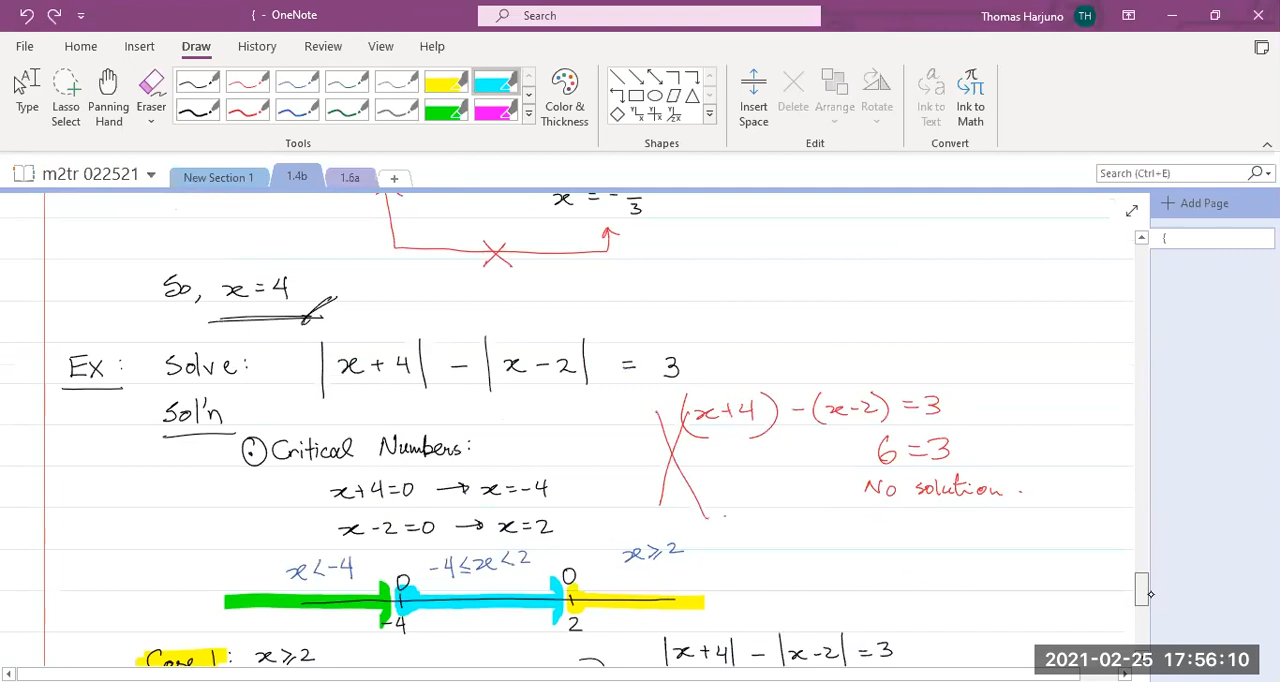 { - OneNote
Search
Thomas Harjuno TH
File Home Insert Draw History Review View Help
Type
Lasso Select
Panning Hand
Eraser
Color & Thickness
Insert Space
Delete
Arrange
Rotate
Ink to Text
Ink to Math
Tools
Shapes
Edit
Convert
m2tr 022521
New Section 1
1.4b
1.6a
Search (Ctrl+E)
Add Page
{
x = -
3
So, x = 4
Ex: Solve: |x+4| - |x-2| = 3
Sol'n
(x+4) - (x-2) = 3
6 = 3
No solution.
Critical Numbers:
x+4=0 → x=-4
x-2=0 → x=2
x<-4 -4≤x<2 x≥2
0 0
-4 2
Case 1: x≥2
|x+4| - |x-2| = 3
2021-02-25 17:56:10